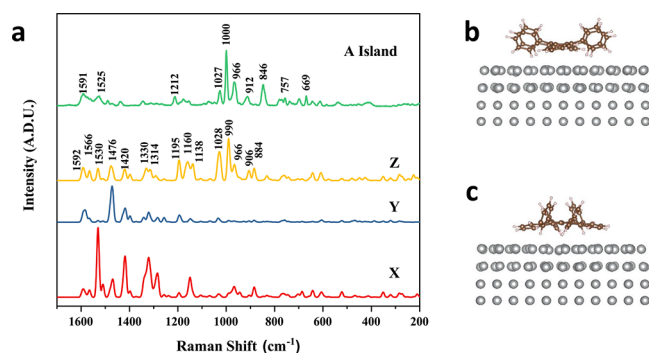 a
b
c
A Island
1591
1525
1212
1027
1000
966
912
846
757
669
Z
1592
1566
1530
1476
1420
1330
1314
1195
1160
1138
1028
990
966
906
884
Y
X
Intensity (A.D.U.)
1600 1400 1200 1000 800 600 400 200
Raman Shift (cm⁻¹)